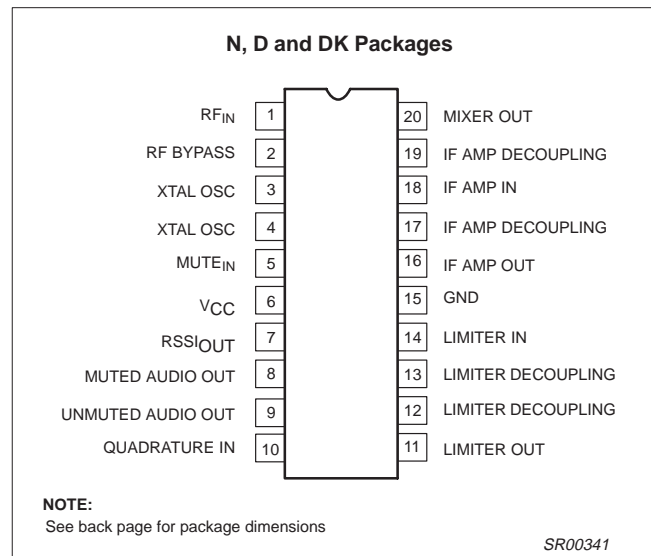 N, D and DK Packages
RFIN 1
RF BYPASS 2
XTAL OSC 3
XTAL OSC 4
MUTEIN 5
VCC 6
RSSIOUT 7
MUTED AUDIO OUT 8
UNMUTED AUDIO OUT 9
QUADRATURE IN 10
20 MIXER OUT
19 IF AMP DECOUPLING
18 IF AMP IN
17 IF AMP DECOUPLING
16 IF AMP OUT
15 GND
14 LIMITER IN
13 LIMITER DECOUPLING
12 LIMITER DECOUPLING
11 LIMITER OUT
NOTE:
See back page for package dimensions
SR00341